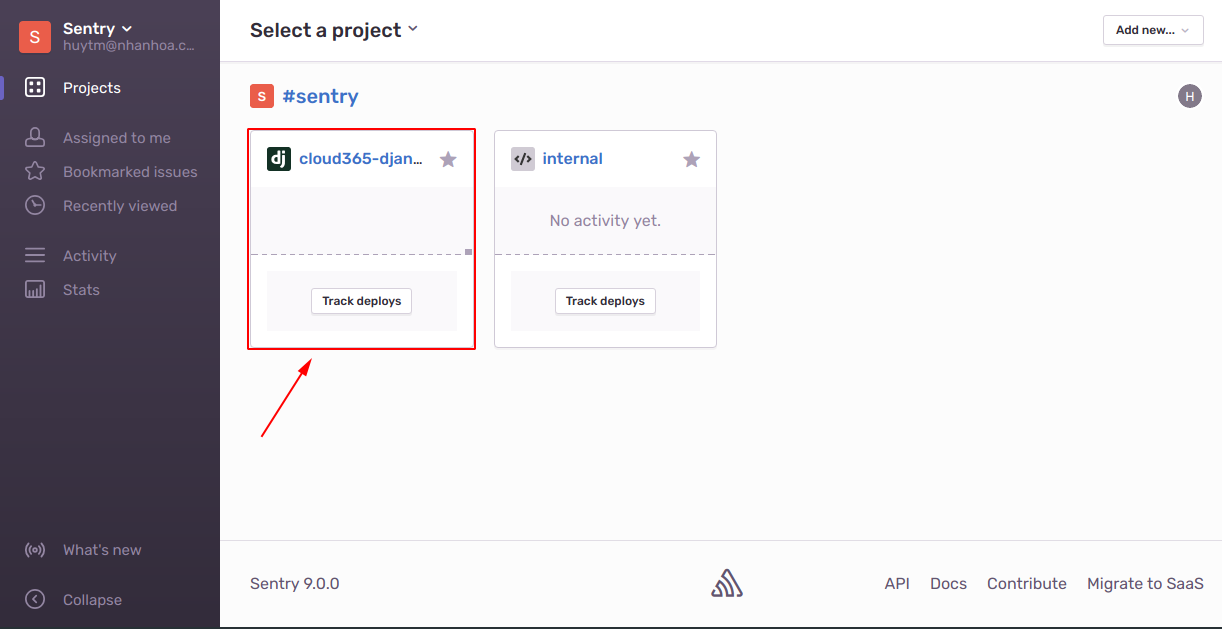 S
Sentry
huytm@nhanhoa.c...
Projects
Assigned to me
Bookmarked issues
Recently viewed
Activity
Stats
What's new
Collapse
Select a project
Add new...
S #sentry
H
dj cloud365-djan...
Track deploys
</> internal
No activity yet.
Track deploys
Sentry 9.0.0
API Docs Contribute Migrate to SaaS